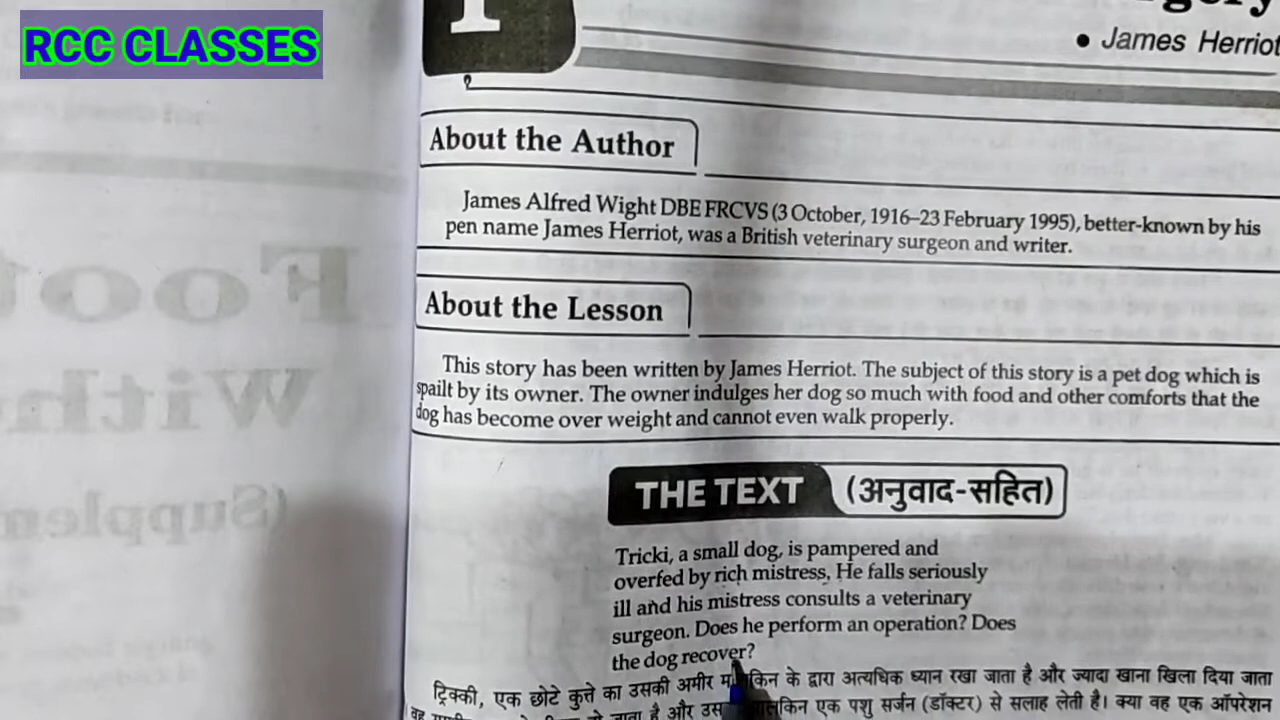 RCC CLASSES
1
• James Herriot
About the Author
James Alfred Wight DBE FRCVS (3 October, 1916–23 February 1995), better-known by his
pen name James Herriot, was a British veterinary surgeon and writer.
About the Lesson
This story has been written by James Herriot. The subject of this story is a pet dog which is
spailt by its owner. The owner indulges her dog so much with food and other comforts that the
dog has become over weight and cannot even walk properly.
THE TEXT (अनुवाद-सहित)
Tricki, a small dog, is pampered and
overfed by rich mistress, He falls seriously
ill and his mistress consults a veterinary
surgeon. Does he perform an operation? Does
the dog recover?
ट्रिक्की, एक छोटे कुत्ते का उसकी अमीर के द्वारा अत्यधिक ध्यान रखा जाता है और ज्यादा खाना खिला दिया जाता
जाता है और एक पशु सर्जन (डॉक्टर) से सलाह लेती है। क्या वह एक ऑपरेशन